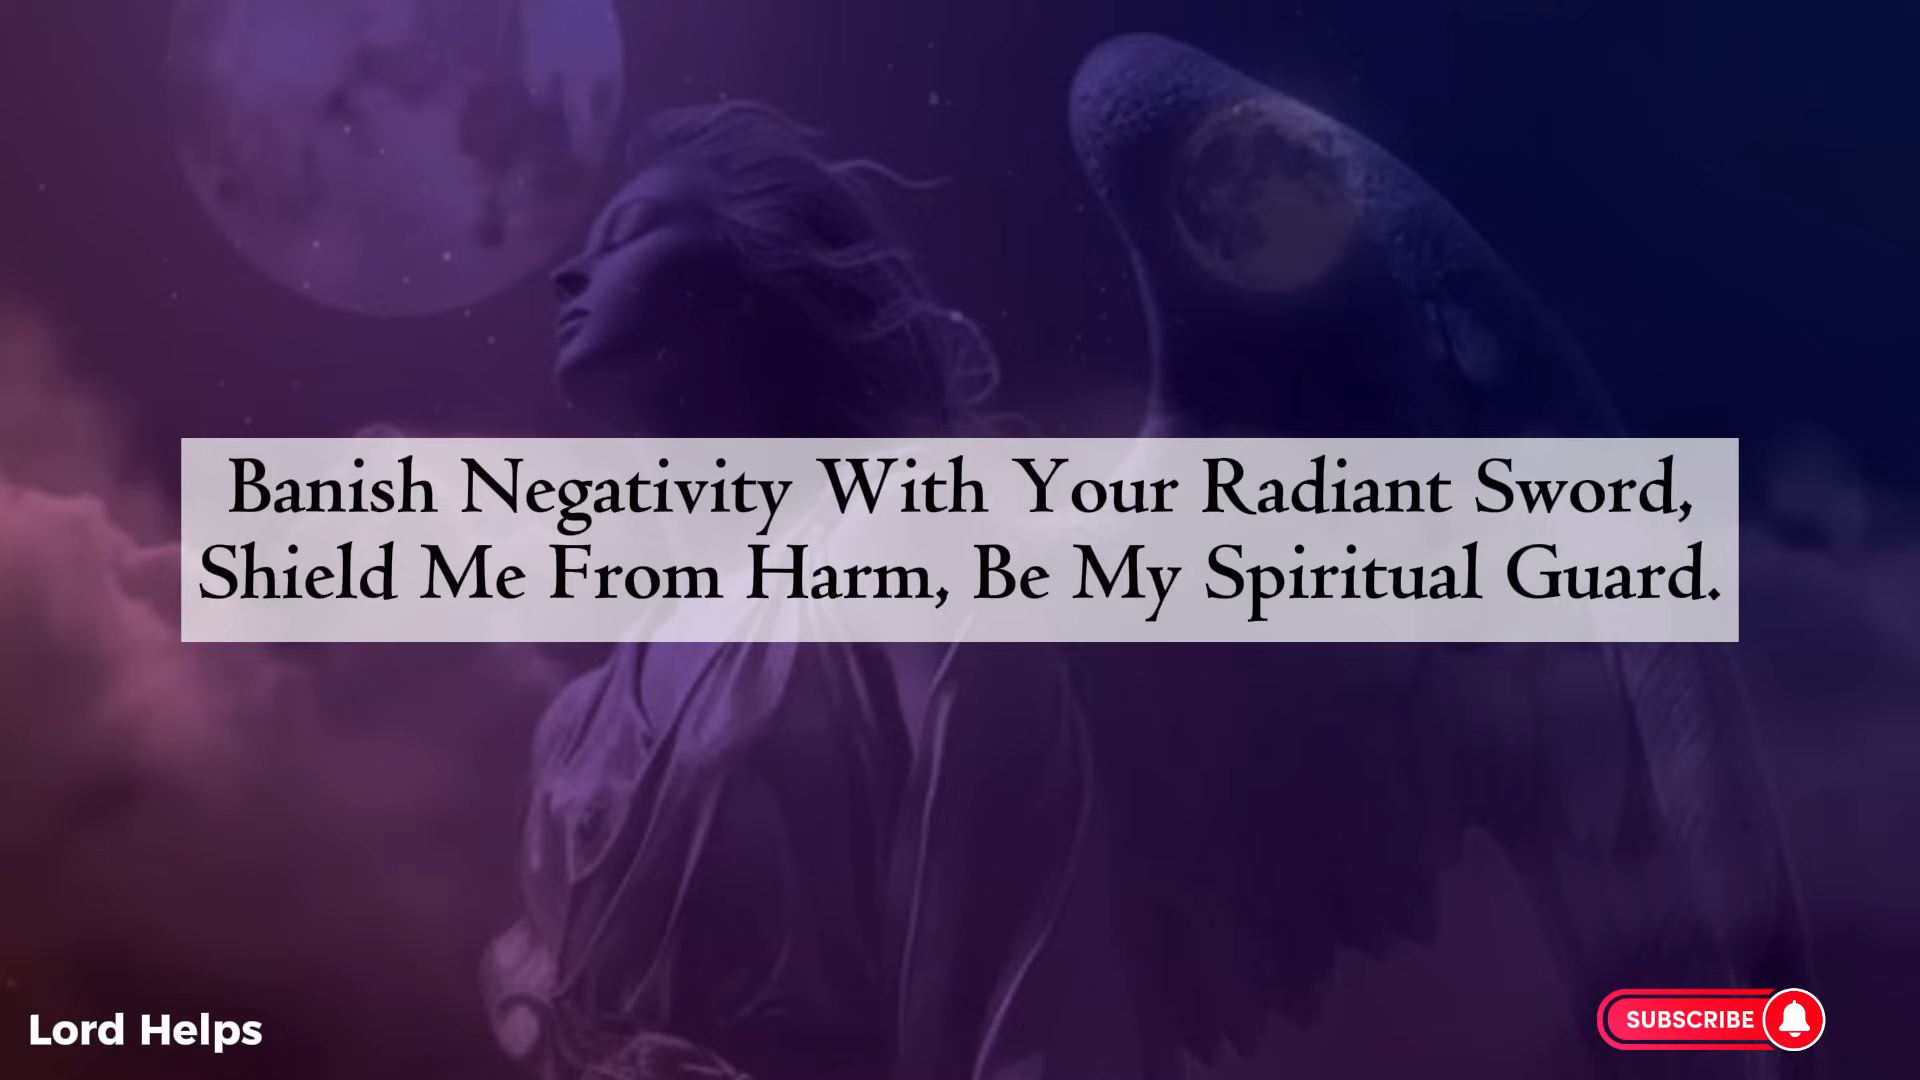 Banish Negativity With Your Radiant Sword,
Shield Me From Harm, Be My Spiritual Guard.
Lord Helps
SUBSCRIBE